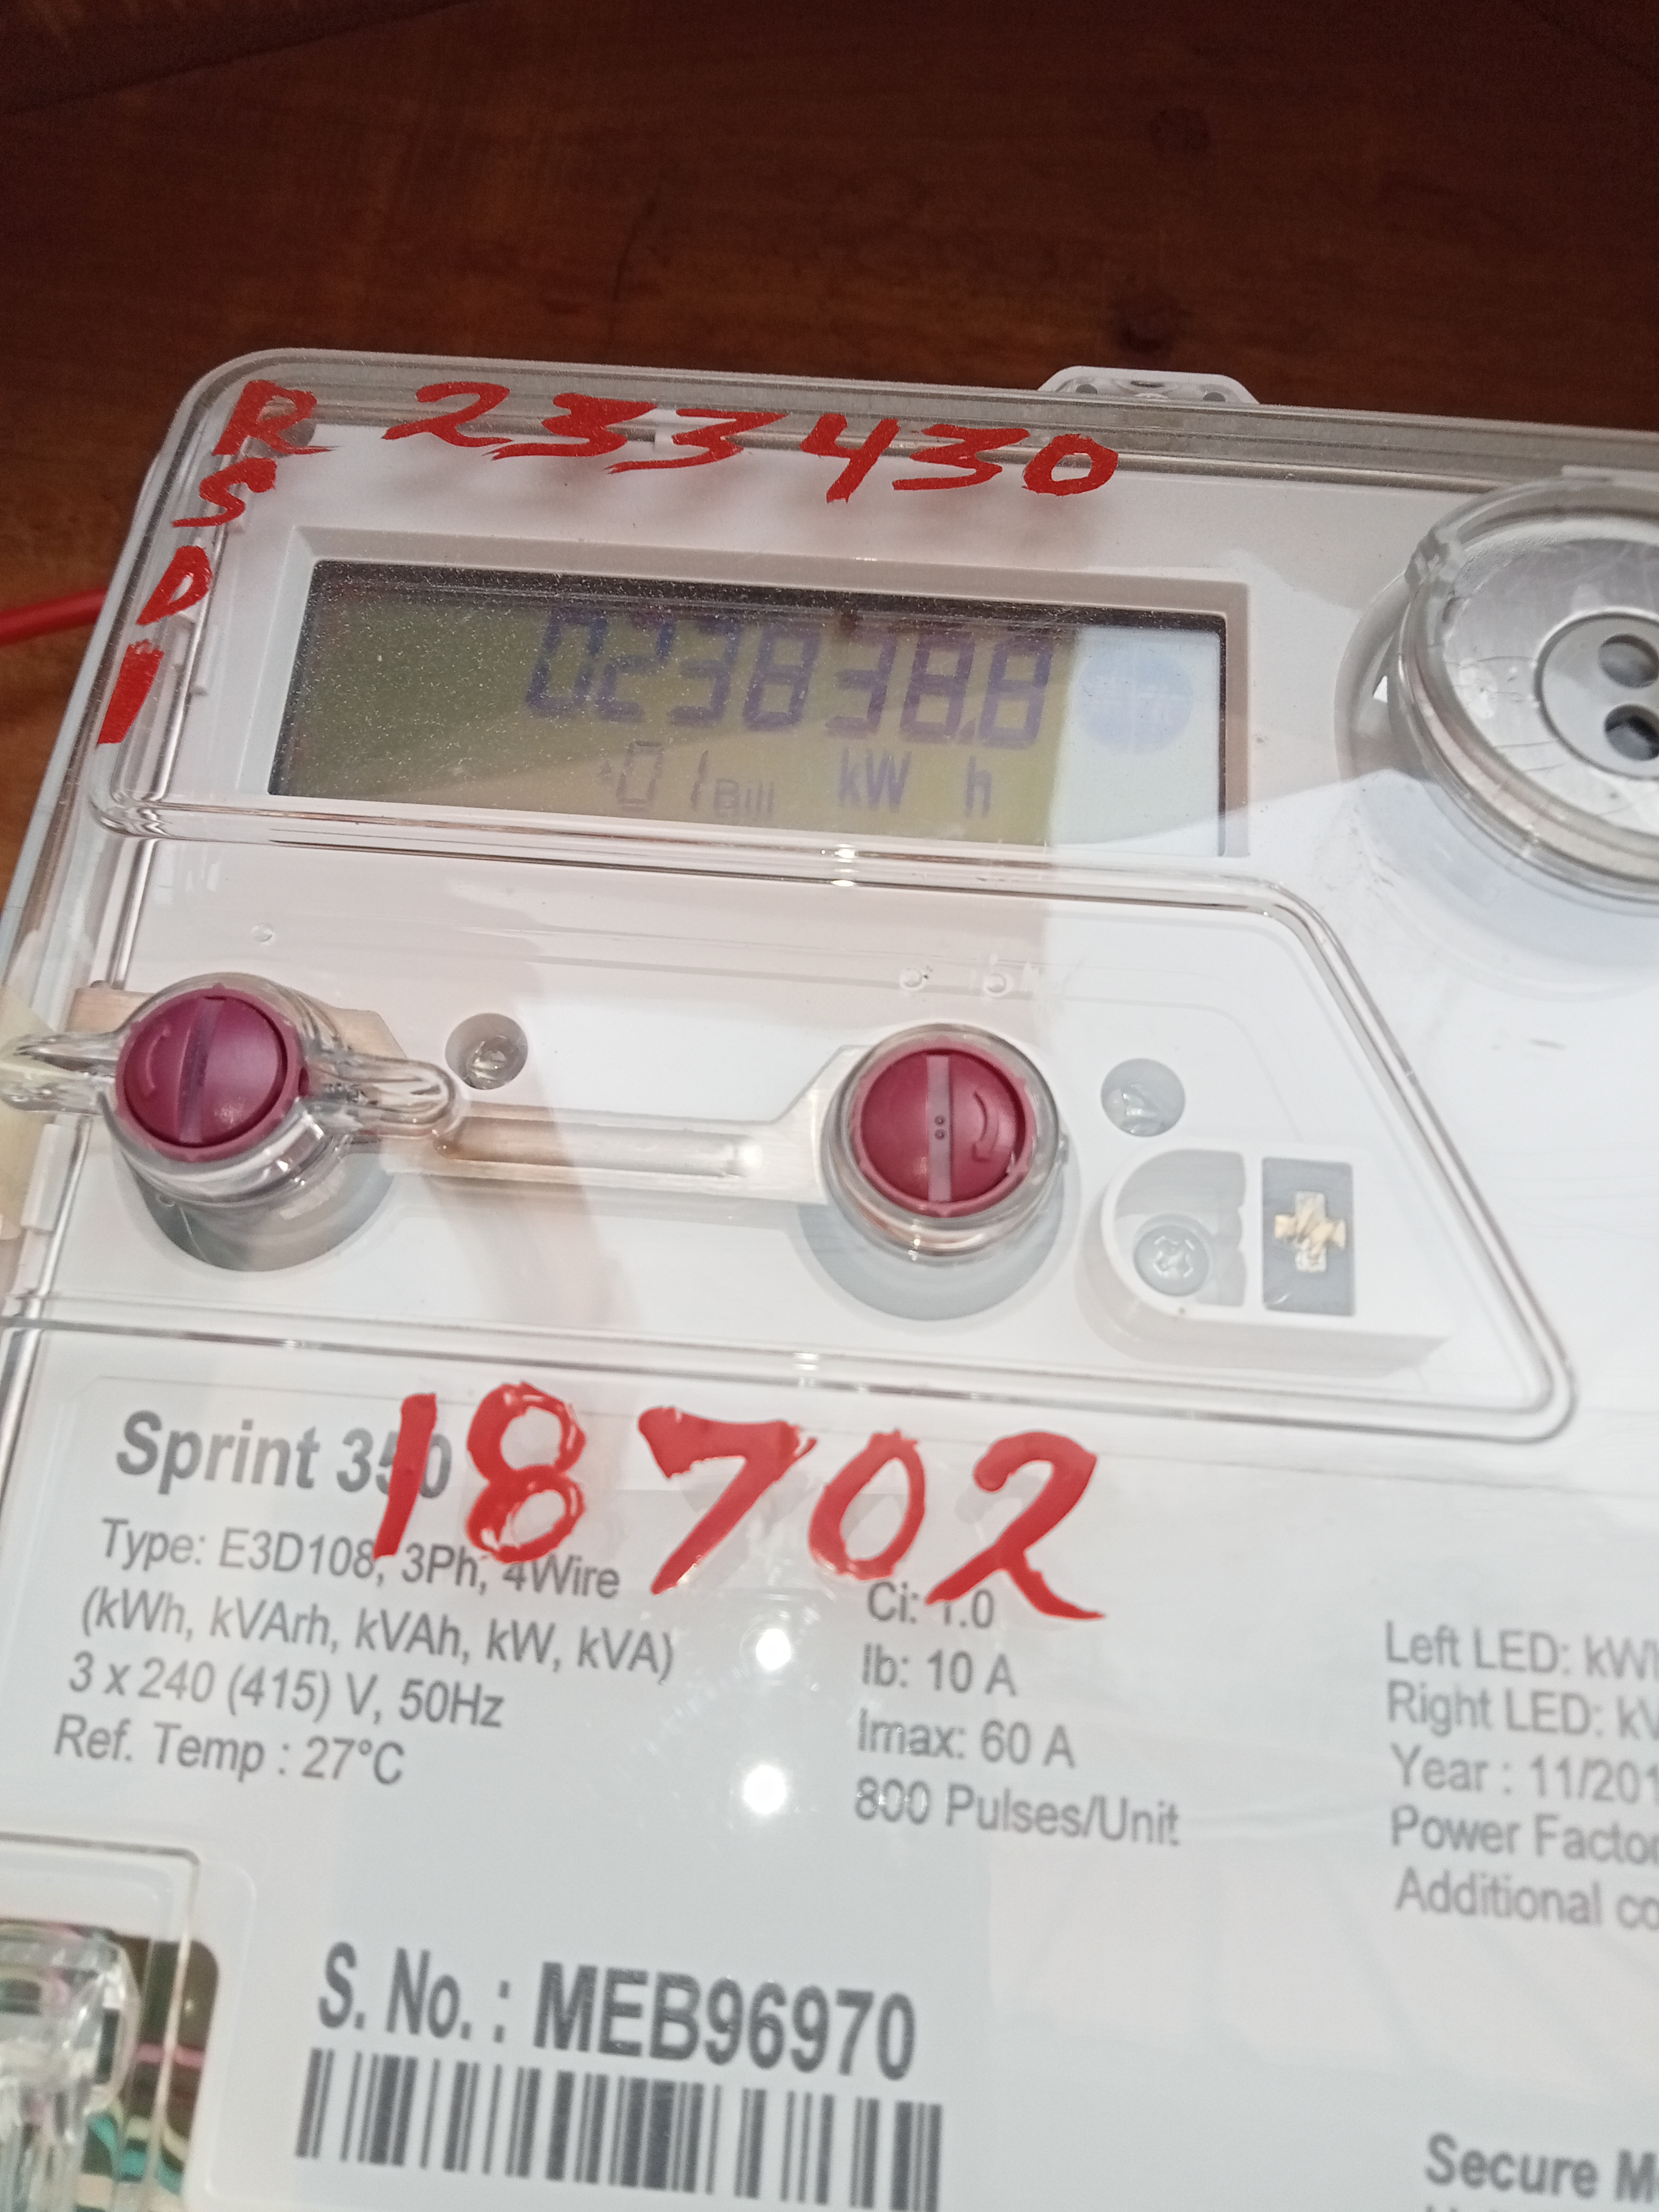 R 233430
S
D
1
023838.8
01 Bill kW h
18702
Sprint 350
Type: E3D108, 3Ph, 4Wire
(kWh, kVArh, kVAh, kW, kVA)
3 x 240 (415) V, 50Hz
Ref. Temp : 27°C
Ci: 1.0
Ib: 10 A
Imax: 60 A
800 Pulses/Unit
Left LED:
Right LED:
Year : 11/201
Power
Additional
S. No. : MEB96970
Secure